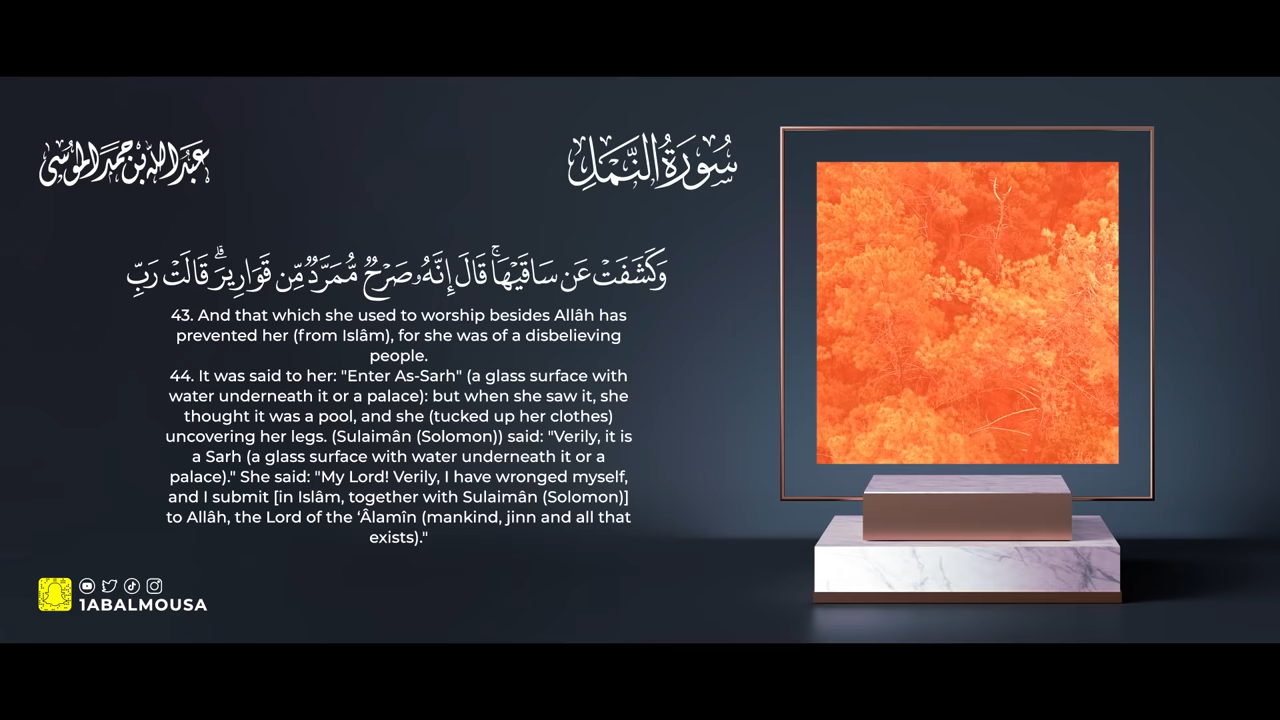 عبدالله بن حمد الموسى
سُورَةُ النَّمْلِ
وَكَشَفَتْ عَن سَاقَيْهَاۚ قَالَ إِنَّهُۥ صَرْحٌ مُّمَرَّدٌ مِّن قَوَارِيرَۗ قَالَتْ رَبِّ
43. And that which she used to worship besides Allâh has
prevented her (from Islâm), for she was of a disbelieving
people.
44. It was said to her: "Enter As-Sarh" (a glass surface with
water underneath it or a palace): but when she saw it, she
thought it was a pool, and she (tucked up her clothes)
uncovering her legs. (Sulaimân (Solomon)) said: "Verily, it is
a Sarh (a glass surface with water underneath it or a
palace)." She said: "My Lord! Verily, I have wronged myself,
and I submit [in Islâm, together with Sulaimân (Solomon)]
to Allâh, the Lord of the ‘Âlamîn (mankind, jinn and all that
exists)."
1ABALMOUSA